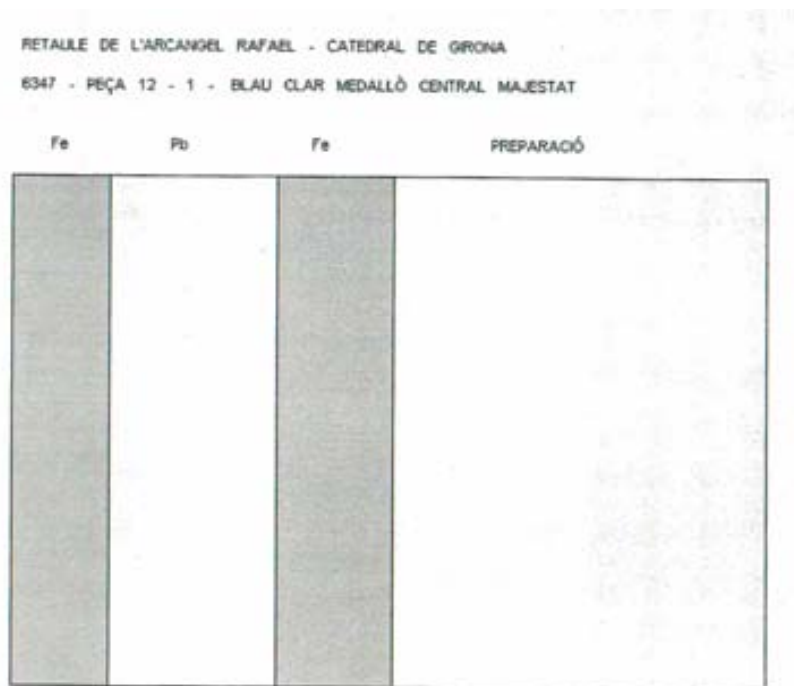 RETAULE DE L'ARCANGEL RAFAEL - CATEDRAL DE GIRONA
6347 - PEÇA 12 - 1 - BLAU CLAR MEDALLÒ CENTRAL MAJESTAT
Fe Pb Fe PREPARACIÓ